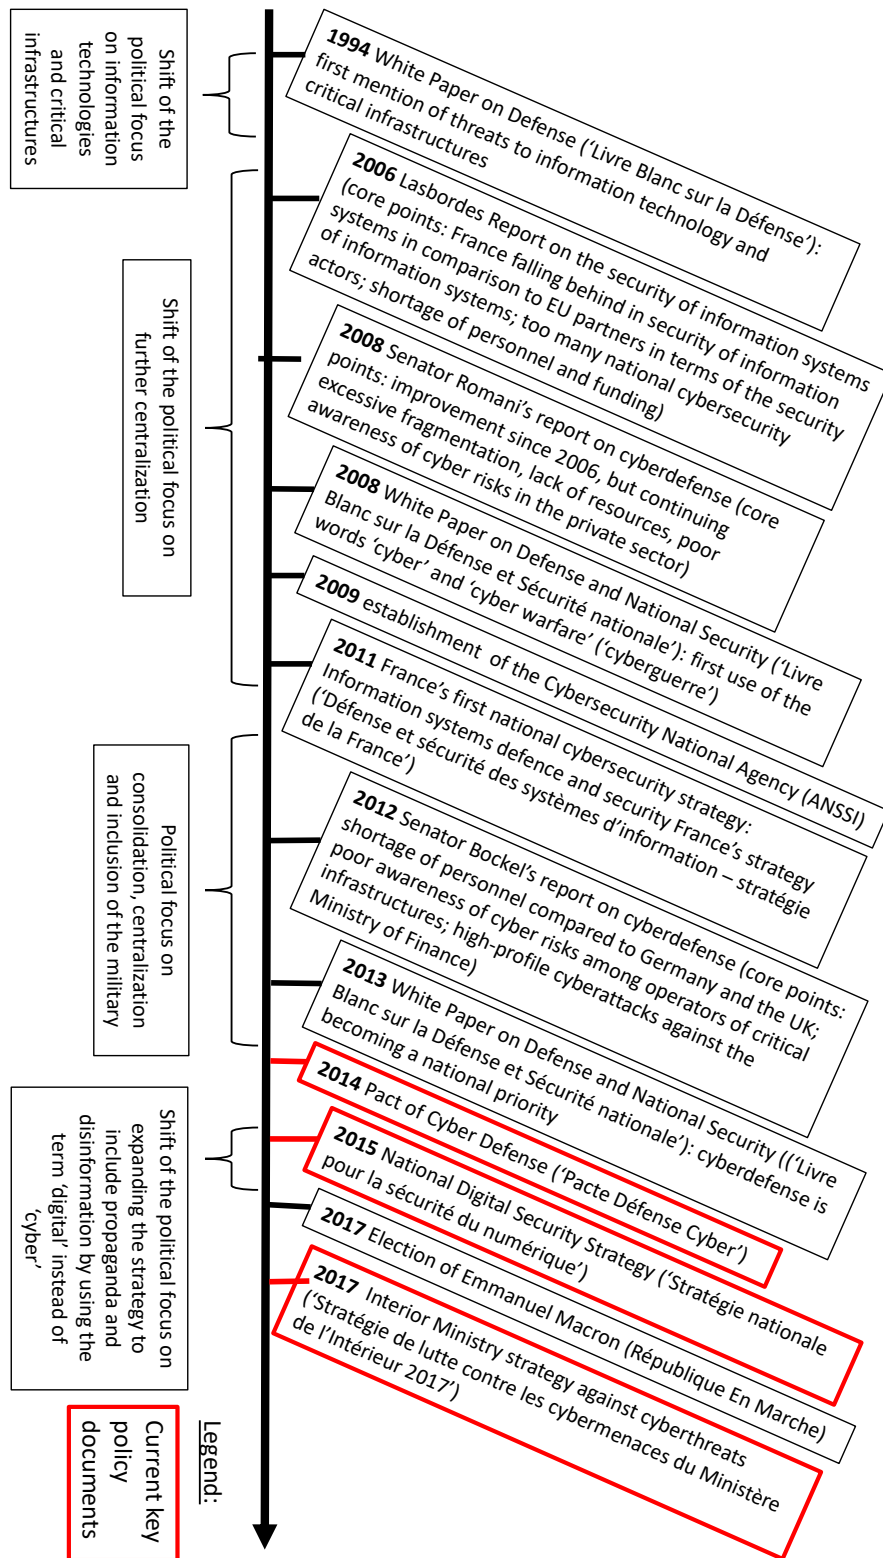 1994 White Paper on Defense (‘Livre Blanc sur la Défense’):
first mention of threats to information technology and
critical infrastructures
2006 Lasbordes Report on the security of information systems
(core points: France falling behind in security of information
systems in comparison to EU partners in terms of the security
of information systems; too many national cybersecurity
actors; shortage of personnel and funding)
2008 Senator Romani’s report on cyberdefense (core
points: improvement since 2006, but continuing
excessive fragmentation, lack of resources, poor
awareness of cyber risks in the private sector)
2008 White Paper on Defense and National Security (‘Livre
Blanc sur la Défense et Sécurité nationale’): first use of the
words ‘cyber’ and ‘cyber warfare’ (‘cyberguerre’)
2009 establishment of the Cybersecurity National Agency (ANSSI)
2011 France’s first national cybersecurity strategy:
Information systems defence and security France’s strategy
(‘Défense et sécurité des systèmes d’information – stratégie
de la France’)
2012 Senator Bockel’s report on cyberdefense (core points:
shortage of personnel compared to Germany and the UK;
poor awareness of cyber risks among operators of critical
infrastructures; high-profile cyberattacks against the
Ministry of Finance)
2013 White Paper on Defense and National Security ((‘Livre
Blanc sur la Défense et Sécurité nationale’): cyberdefense is
becoming a national priority
2014 Pact of Cyber Defense (‘Pacte Défense Cyber’)
2015 National Digital Security Strategy (‘Stratégie nationale
pour la sécurité du numérique’)
2017 Election of Emmanuel Macron (République En Marche)
2017 Interior Ministry strategy against cyberthreats
(‘Stratégie de lutte contre les cybermenaces du Ministère
de l’Intérieur 2017’)
Shift of the
political focus
on information
technologies
and critical
infrastructures
Shift of the political focus on
further centralization
Political focus on
consolidation, centralization
and inclusion of the military
Shift of the political focus on
expanding the strategy to
include propaganda and
disinformation by using the
term ‘digital’ instead of
‘cyber’
Legend:
Current key
policy
documents